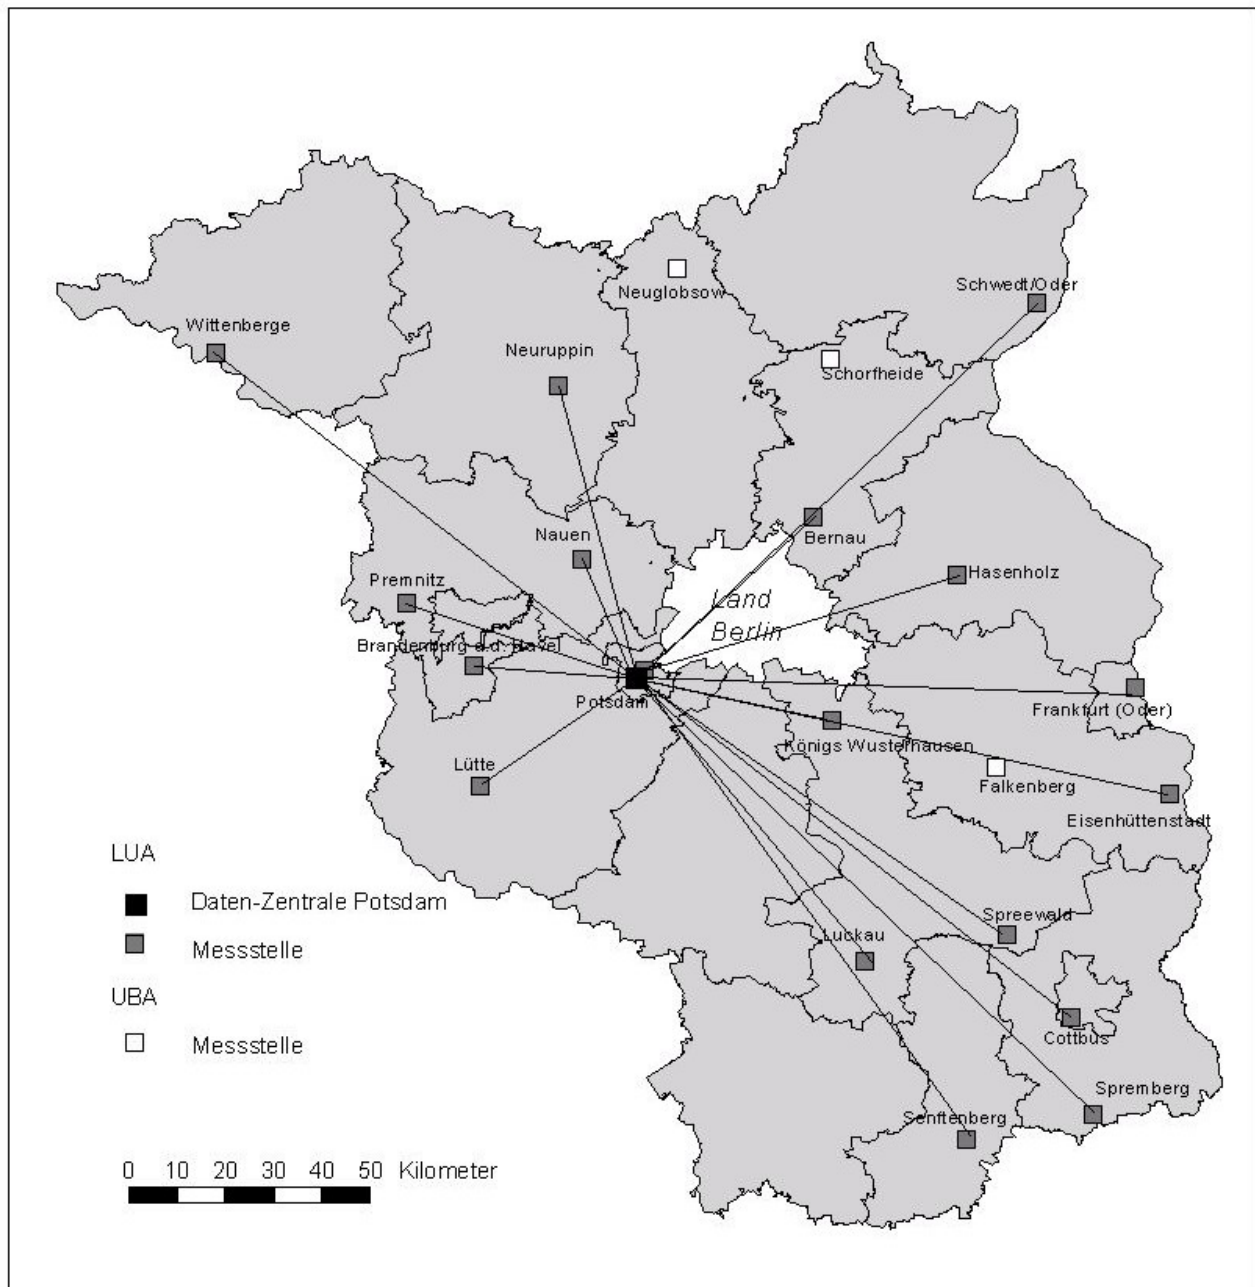 Neuglobsow
Schwedt/Oder
Wittenberge
Neuruppin
Schorfheide
Nauen
Bernau
Premnitz
Hasenholz
Land
Berlin
Brandenburg a.d. Havel
Potsdam
Frankfurt (Oder)
Königs Wusterhausen
Lütte
Falkenberg
Eisenhüttenstadt
LUA
Daten-Zentrale Potsdam
Messstelle
UBA
Messstelle
Spreewald
Luckau
Cottbus
Spremberg
Senftenberg
0 10 20 30 40 50 Kilometer